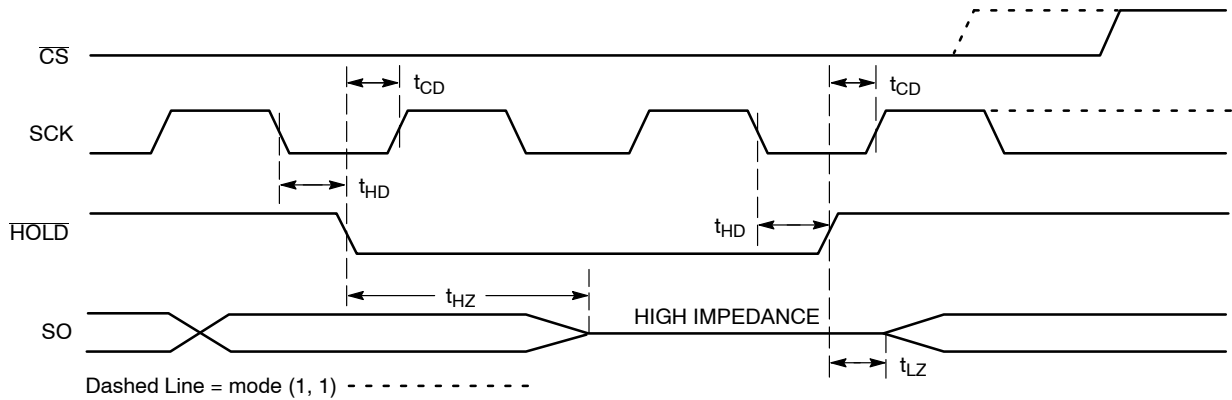 CS
tCD
tCD
SCK
tHD
HOLD
tHD
tHZ
HIGH IMPEDANCE
SO
tLZ
Dashed Line = mode (1, 1)